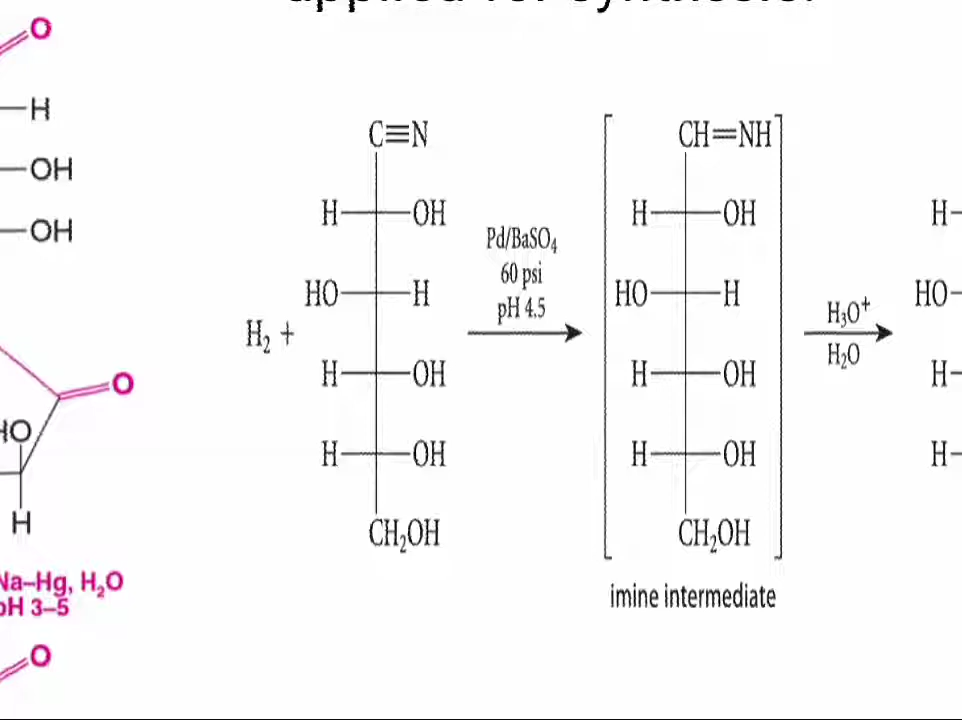 O
H
OH
OH
O
HO
H
Na–Hg, H₂O
pH 3–5
O
H₂ +
C≡N
H OH
HO H
H OH
H OH
CH₂OH
Pd/BaSO₄
60 psi
pH 4.5
CH=NH
H OH
HO H
H OH
H OH
CH₂OH
imine intermediate
H₃O⁺
H₂O
H
HO
H
H